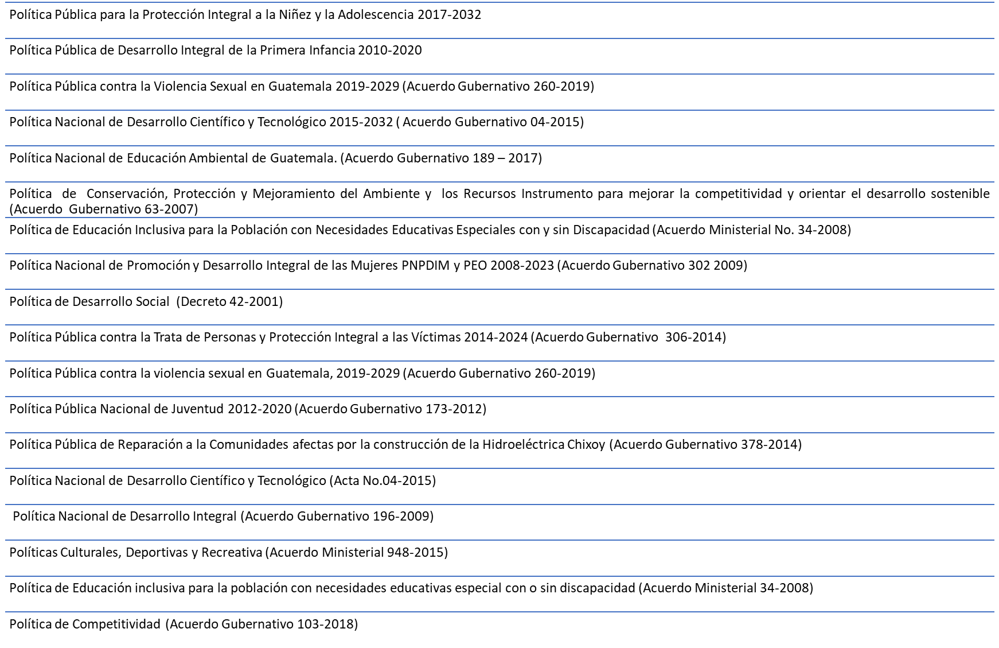 Política Pública para la Protección Integral a la Niñez y la Adolescencia 2017-2032
Política Pública de Desarrollo Integral de la Primera Infancia 2010-2020
Política Pública contra la Violencia Sexual en Guatemala 2019-2029 (Acuerdo Gubernativo 260-2019)
Política Nacional de Desarrollo Científico y Tecnológico 2015-2032 ( Acuerdo Gubernativo 04-2015)
Política Nacional de Educación Ambiental de Guatemala. (Acuerdo Gubernativo 189 – 2017)
Política de Conservación, Protección y Mejoramiento del Ambiente y los Recursos Instrumento para mejorar la competitividad y orientar el desarrollo sostenible
(Acuerdo Gubernativo 63-2007)
Política de Educación Inclusiva para la Población con Necesidades Educativas Especiales con y sin Discapacidad (Acuerdo Ministerial No. 34-2008)
Política Nacional de Promoción y Desarrollo Integral de las Mujeres PNPDIM y PEO 2008-2023 (Acuerdo Gubernativo 302 2009)
Política de Desarrollo Social (Decreto 42-2001)
Política Pública contra la Trata de Personas y Protección Integral a las Víctimas 2014-2024 (Acuerdo Gubernativo 306-2014)
Política Pública contra la violencia sexual en Guatemala, 2019-2029 (Acuerdo Gubernativo 260-2019)
Política Pública Nacional de Juventud 2012-2020 (Acuerdo Gubernativo 173-2012)
Política Pública de Reparación a la Comunidades afectas por la construcción de la Hidroeléctrica Chixoy (Acuerdo Gubernativo 378-2014)
Política Nacional de Desarrollo Científico y Tecnológico (Acta No.04-2015)
Política Nacional de Desarrollo Integral (Acuerdo Gubernativo 196-2009)
Políticas Culturales, Deportivas y Recreativa (Acuerdo Ministerial 948-2015)
Política de Educación inclusiva para la población con necesidades educativas especial con o sin discapacidad (Acuerdo Ministerial 34-2008)
Política de Competitividad (Acuerdo Gubernativo 103-2018)